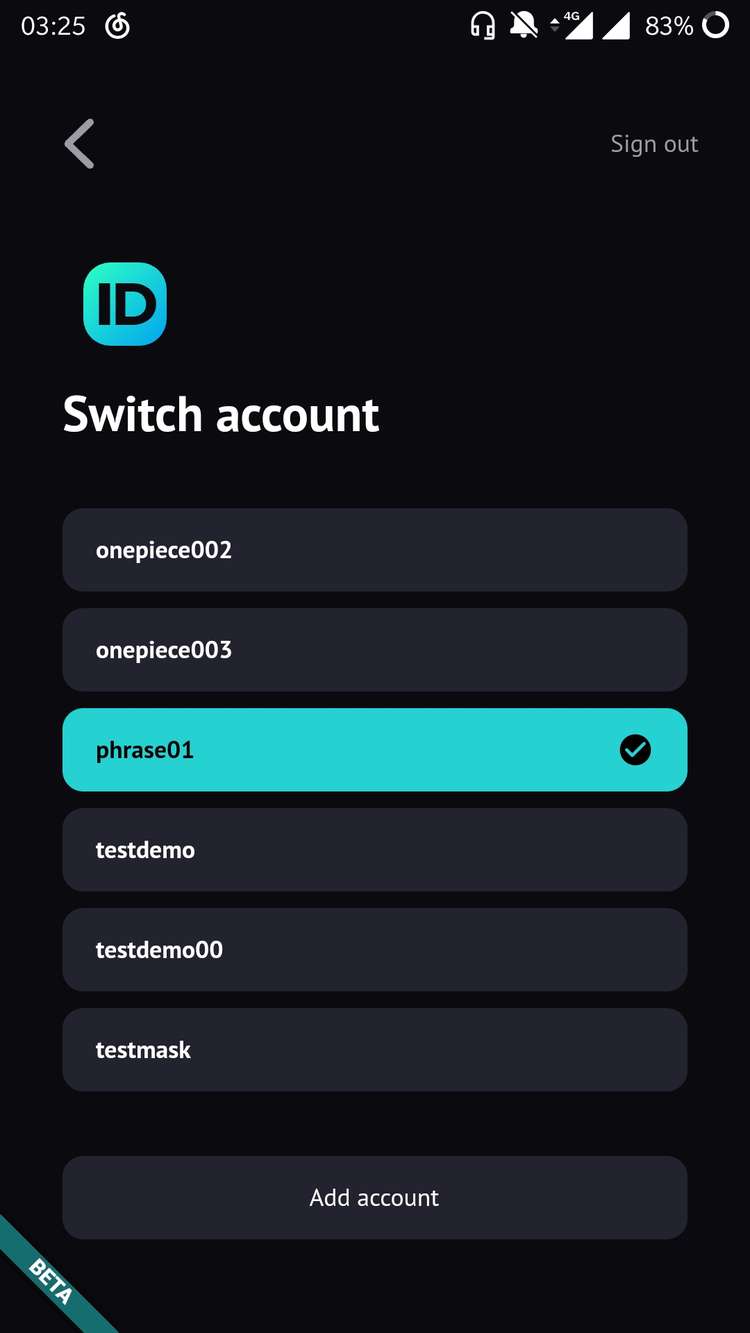 03:25
4G
83%
Sign out
ID
Switch account
onepiece002
onepiece003
phrase01
testdemo
testdemo00
testmask
Add account
BETA